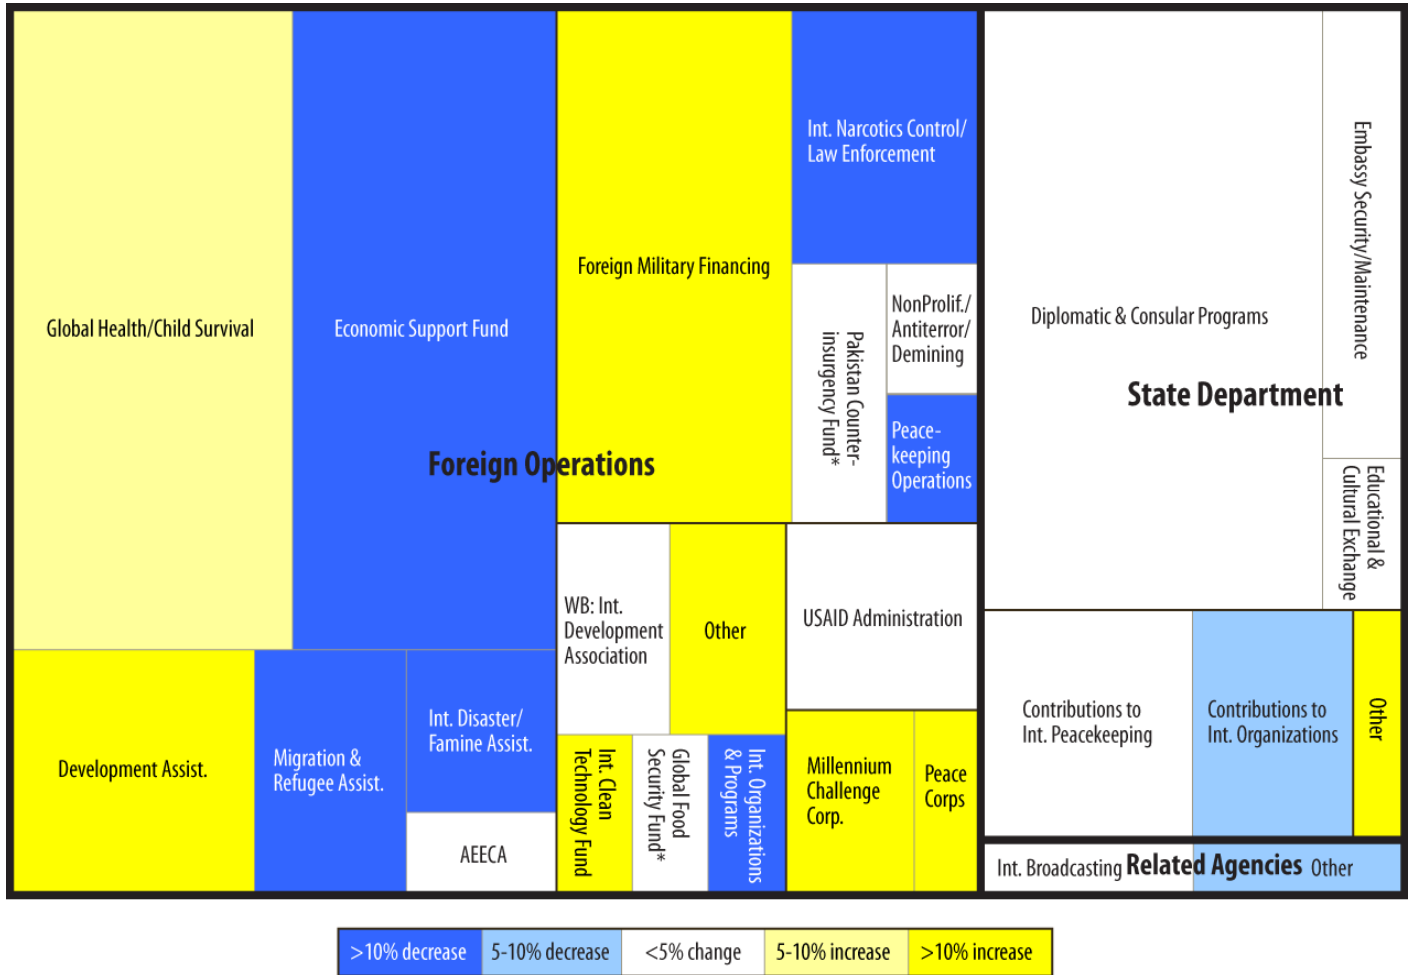 Global Health/Child Survival
Economic Support Fund
Foreign Military Financing
Int. Narcotics Control/
Law Enforcement
Pakistan Counter-
insurgency Fund*
NonProlif./
Antiterror/
Demining
Peace-
keeping
Operations
Foreign Operations
Development Assist.
Migration &
Refugee Assist.
Int. Disaster/
Famine Assist.
AEECA
WB: Int.
Development
Association
Other
Int. Clean
Technology Fund
Global Food
Security Fund*
Int. Organizations
& Programs
USAID Administration
Millennium
Challenge
Corp.
Peace
Corps
Diplomatic & Consular Programs
Embassy Security/Maintenance
State Department
Educational &
Cultural Exchange
Contributions to
Int. Peacekeeping
Contributions to
Int. Organizations
Other
Int. Broadcasting
Related Agencies
Other
>10% decrease
5-10% decrease
<5% change
5-10% increase
>10% increase